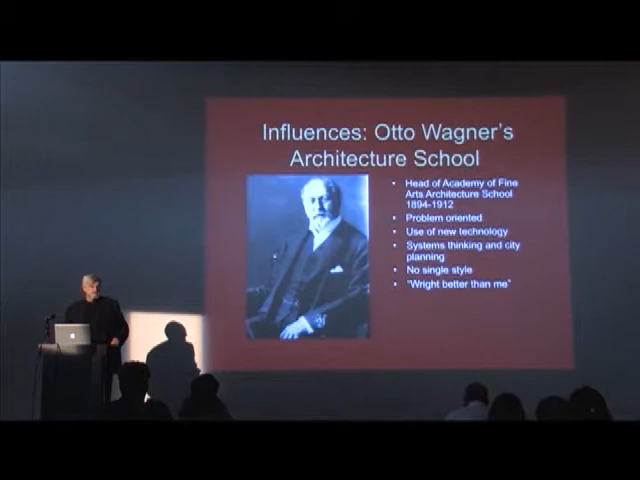 Influences: Otto Wagner's
Architecture School
• Head of Academy of Fine
Arts Architecture School
1894-1912
• Problem oriented
• Use of new technology
• Systems thinking and city
planning
• No single style
• "Wright better than me"